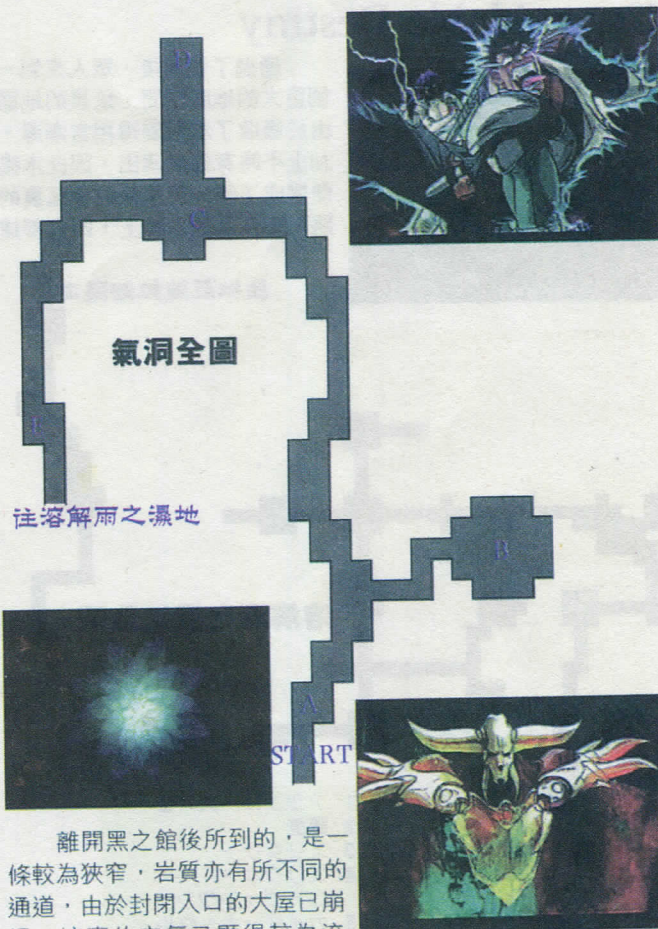 D
C
氣洞全圖
E
往溶解雨之濕地
B
A
START
離開黑之館後所到的,是一
條較為狹窄,岩質亦有所不同的
通道,由於封閉入口的大屋已崩